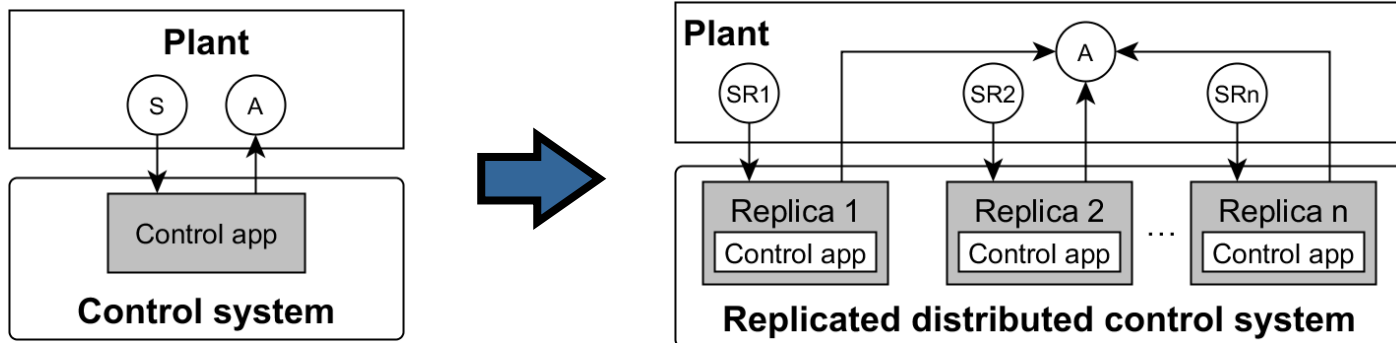 Plant
S
A
Control app
Control system
Plant
A
SR1
SR2
SRn
Replica 1
Control app
Replica 2
Control app
...
Replica n
Control app
Replicated distributed control system